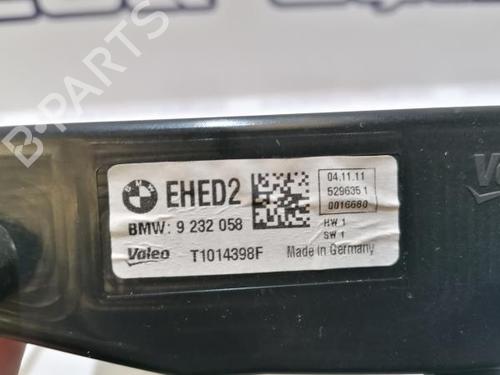 B-PARTS
EHED2
BMW: 9 232 058
Valeo T1014398F
04.11.11
529635 1
0016660
HW 1
SW 1
Made in Germany